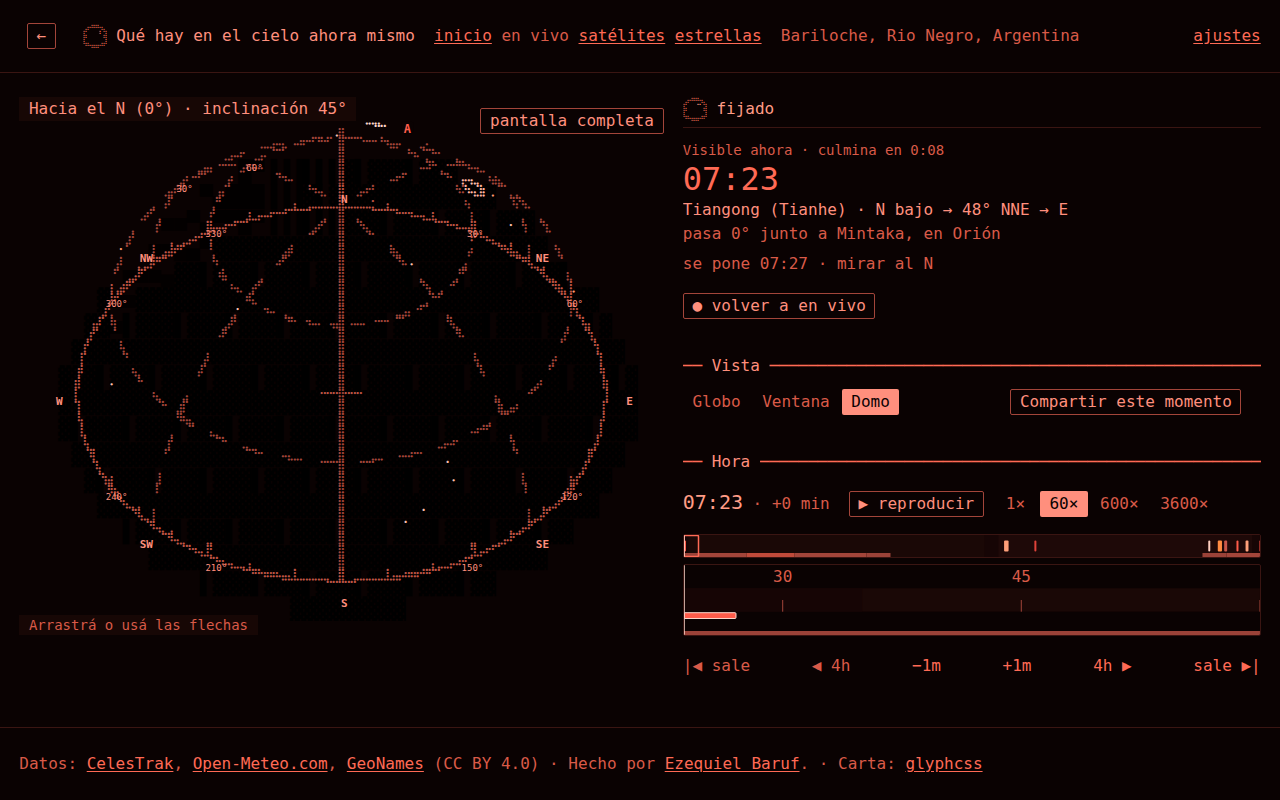 ← Qué hay en el cielo ahora mismo inicio en vivo satélites estrellas Bariloche, Rio Negro, Argentina ajustes
Hacia el N (0°) · inclinación 45°
pantalla completa
A
60°
30°
N
330°
30°
NW
NE
300°
60°
W
E
240°
120°
SW
SE
210°
150°
S
Arrastrá o usá las flechas
fijado
Visible ahora · culmina en 0:08
07:23
Tiangong (Tianhe) · N bajo → 48° NNE → E
pasa 0° junto a Mintaka, en Orión
se pone 07:27 · mirar al N
● volver a en vivo
Vista
Globo Ventana Domo Compartir este momento
Hora
07:23 · +0 min ▶ reproducir 1× 60× 600× 3600×
30 45
|◀ sale ◀ 4h −1m +1m 4h ▶ sale ▶|
Datos: CelesTrak, Open-Meteo.com, GeoNames (CC BY 4.0) · Hecho por Ezequiel Baruf. · Carta: glyphcss